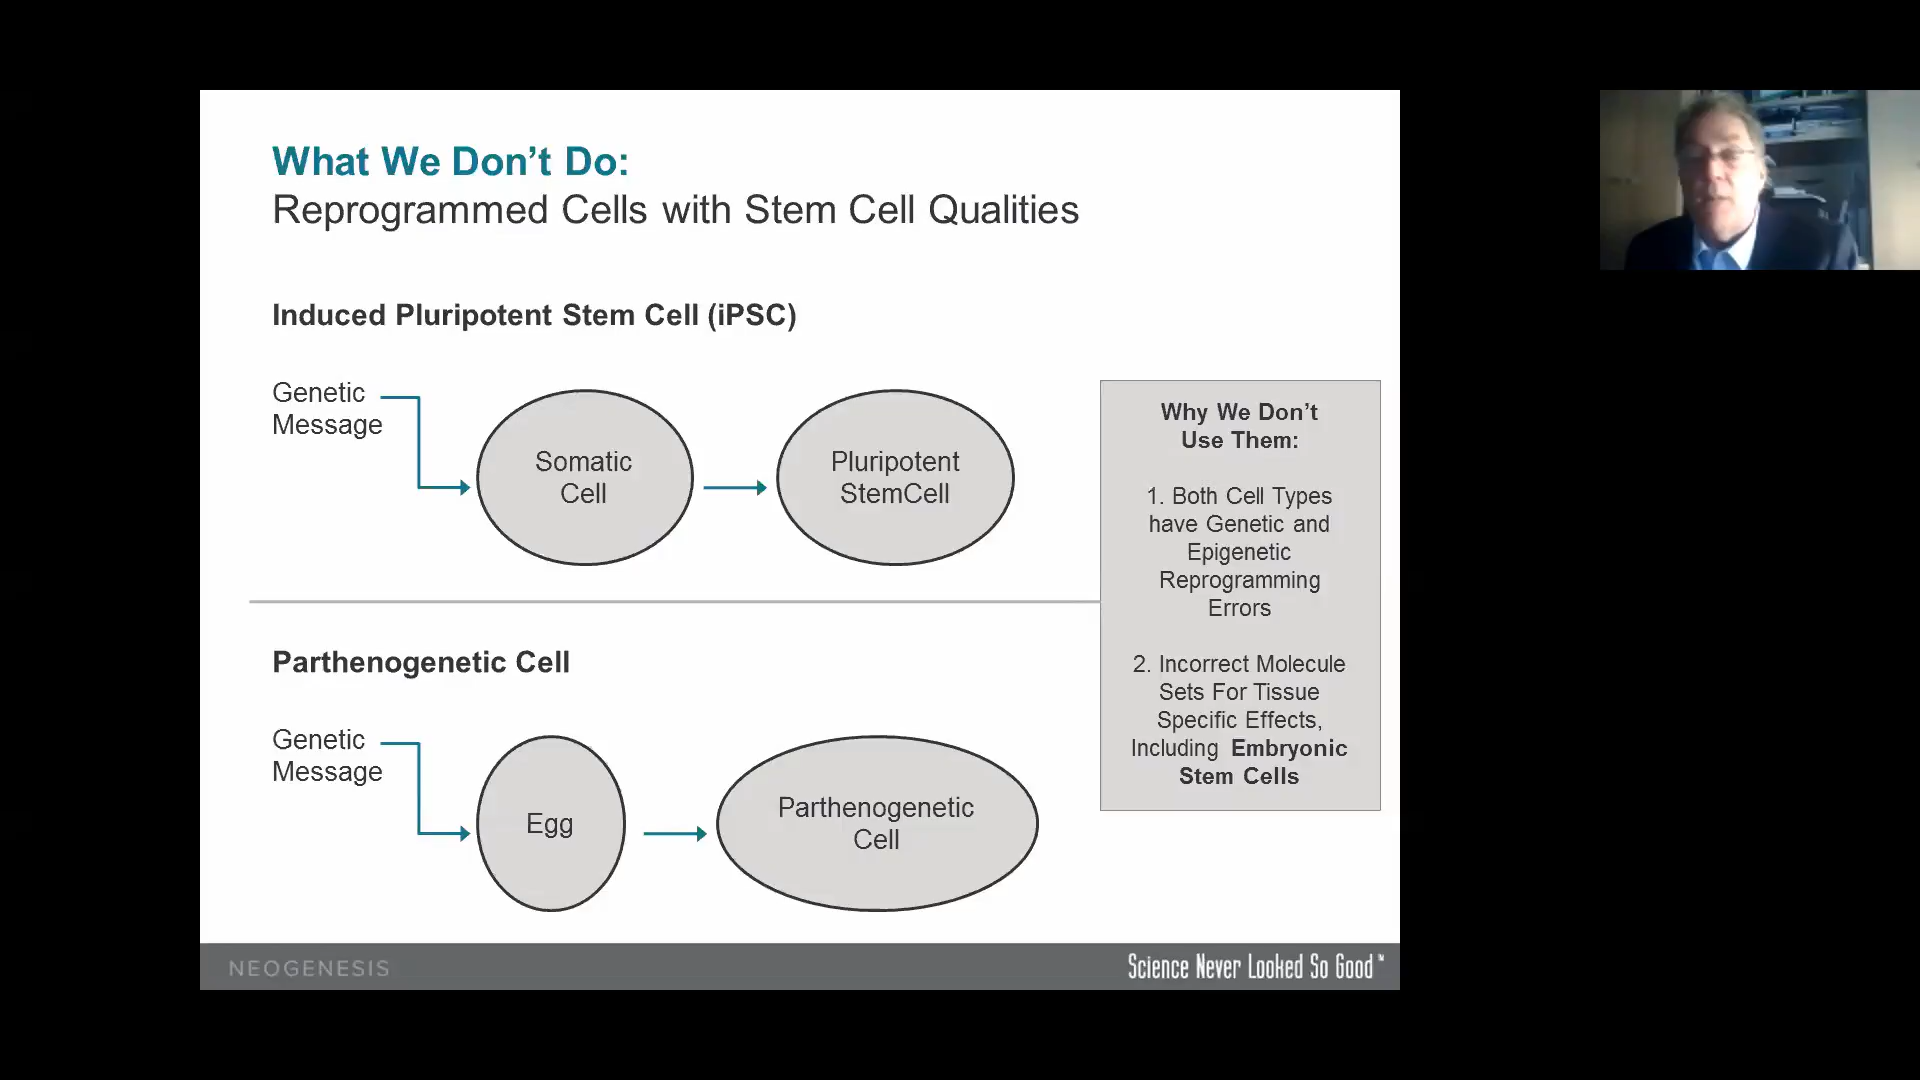 What We Don’t Do:
Reprogrammed Cells with Stem Cell Qualities
Induced Pluripotent Stem Cell (iPSC)
Genetic
Message
Somatic
Cell
Pluripotent
StemCell
Parthenogenetic Cell
Genetic
Message
Egg
Parthenogenetic
Cell
Why We Don’t
Use Them:
1. Both Cell Types
have Genetic and
Epigenetic
Reprogramming
Errors
2. Incorrect Molecule
Sets For Tissue
Specific Effects,
Including Embryonic
Stem Cells
NEOGENESIS
Science Never Looked So Good™